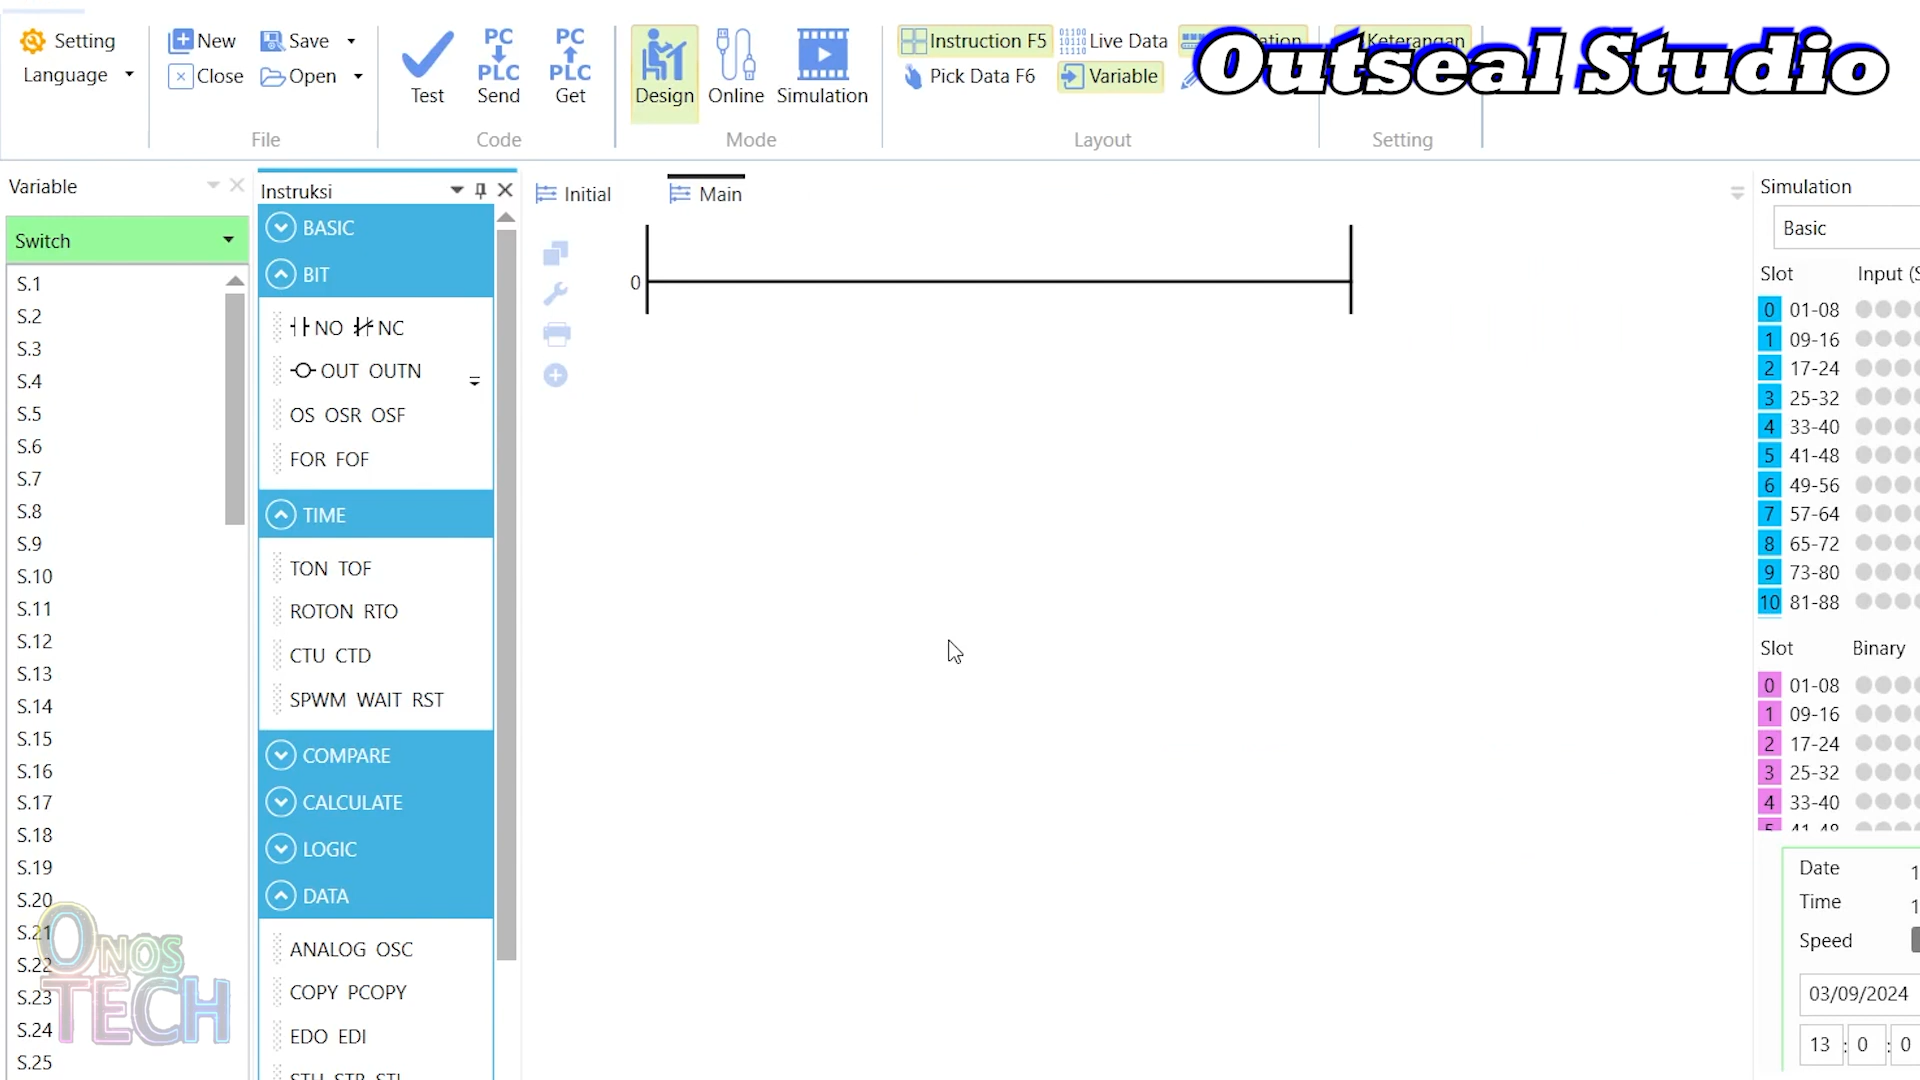 Setting
Language
New
Close
Save
Open
File
Test
PC
PLC
Send
PC
PLC
Get
Code
Design
Online
Simulation
Mode
Instruction F5
Pick Data F6
Live Data
Variable
Layout
Keterangan
Setting
Outseal Studio
Variable
Switch
S.1
S.2
S.3
S.4
S.5
S.6
S.7
S.8
S.9
S.10
S.11
S.12
S.13
S.14
S.15
S.16
S.17
S.18
S.19
S.20
S.21
S.22
S.23
S.24
S.25
ONOS
TECH
Instruksi
BASIC
BIT
NO NC
OUT OUTN
OS OSR OSF
FOR FOF
TIME
TON TOF
ROTON RTO
CTU CTD
SPWM WAIT RST
COMPARE
CALCULATE
LOGIC
DATA
ANALOG OSC
COPY PCOPY
EDO EDI
Initial
Main
0
Simulation
Basic
Slot Input (S
0 01-08
1 09-16
2 17-24
3 25-32
4 33-40
5 41-48
6 49-56
7 57-64
8 65-72
9 73-80
10 81-88
Slot Binary
0 01-08
1 09-16
2 17-24
3 25-32
4 33-40
5 41-48
Date 1
Time 1
Speed
03/09/2024
13 : 0 : 0